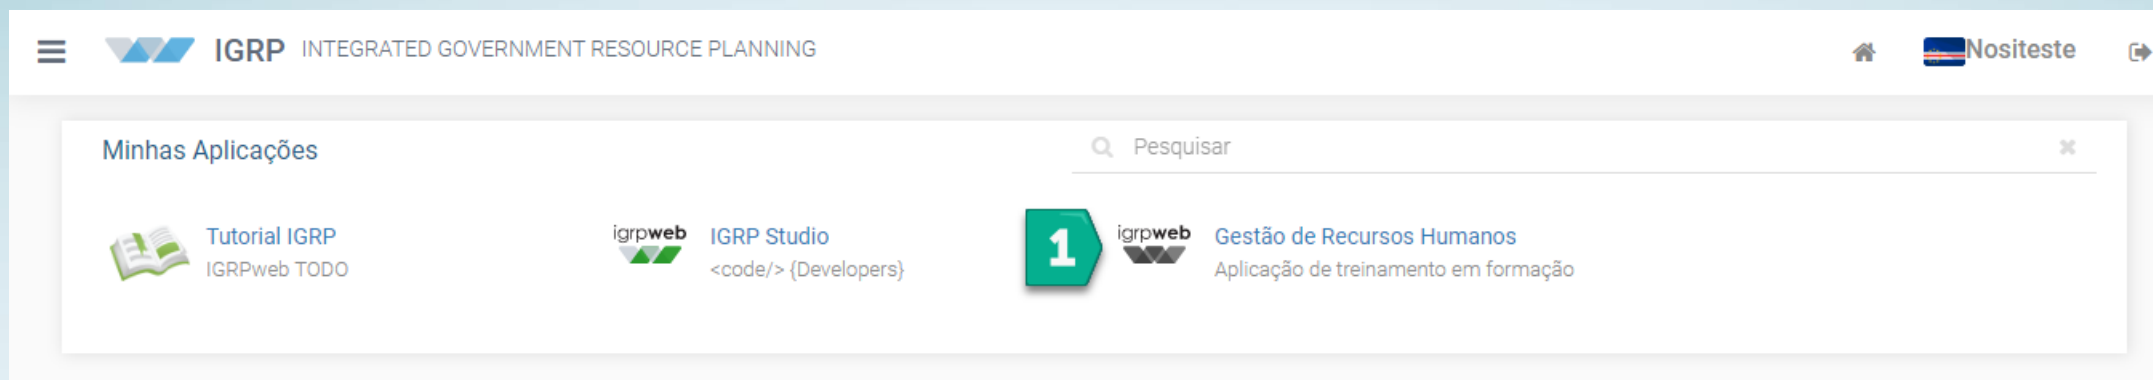 IGRP INTEGRATED GOVERNMENT RESOURCE PLANNING
Nositeste
Minhas Aplicações
Pesquisar
Tutorial IGRP
IGRPweb TODO
igrpweb
IGRP Studio
<code/> {Developers}
1
igrpweb
Gestão de Recursos Humanos
Aplicação de treinamento em formação